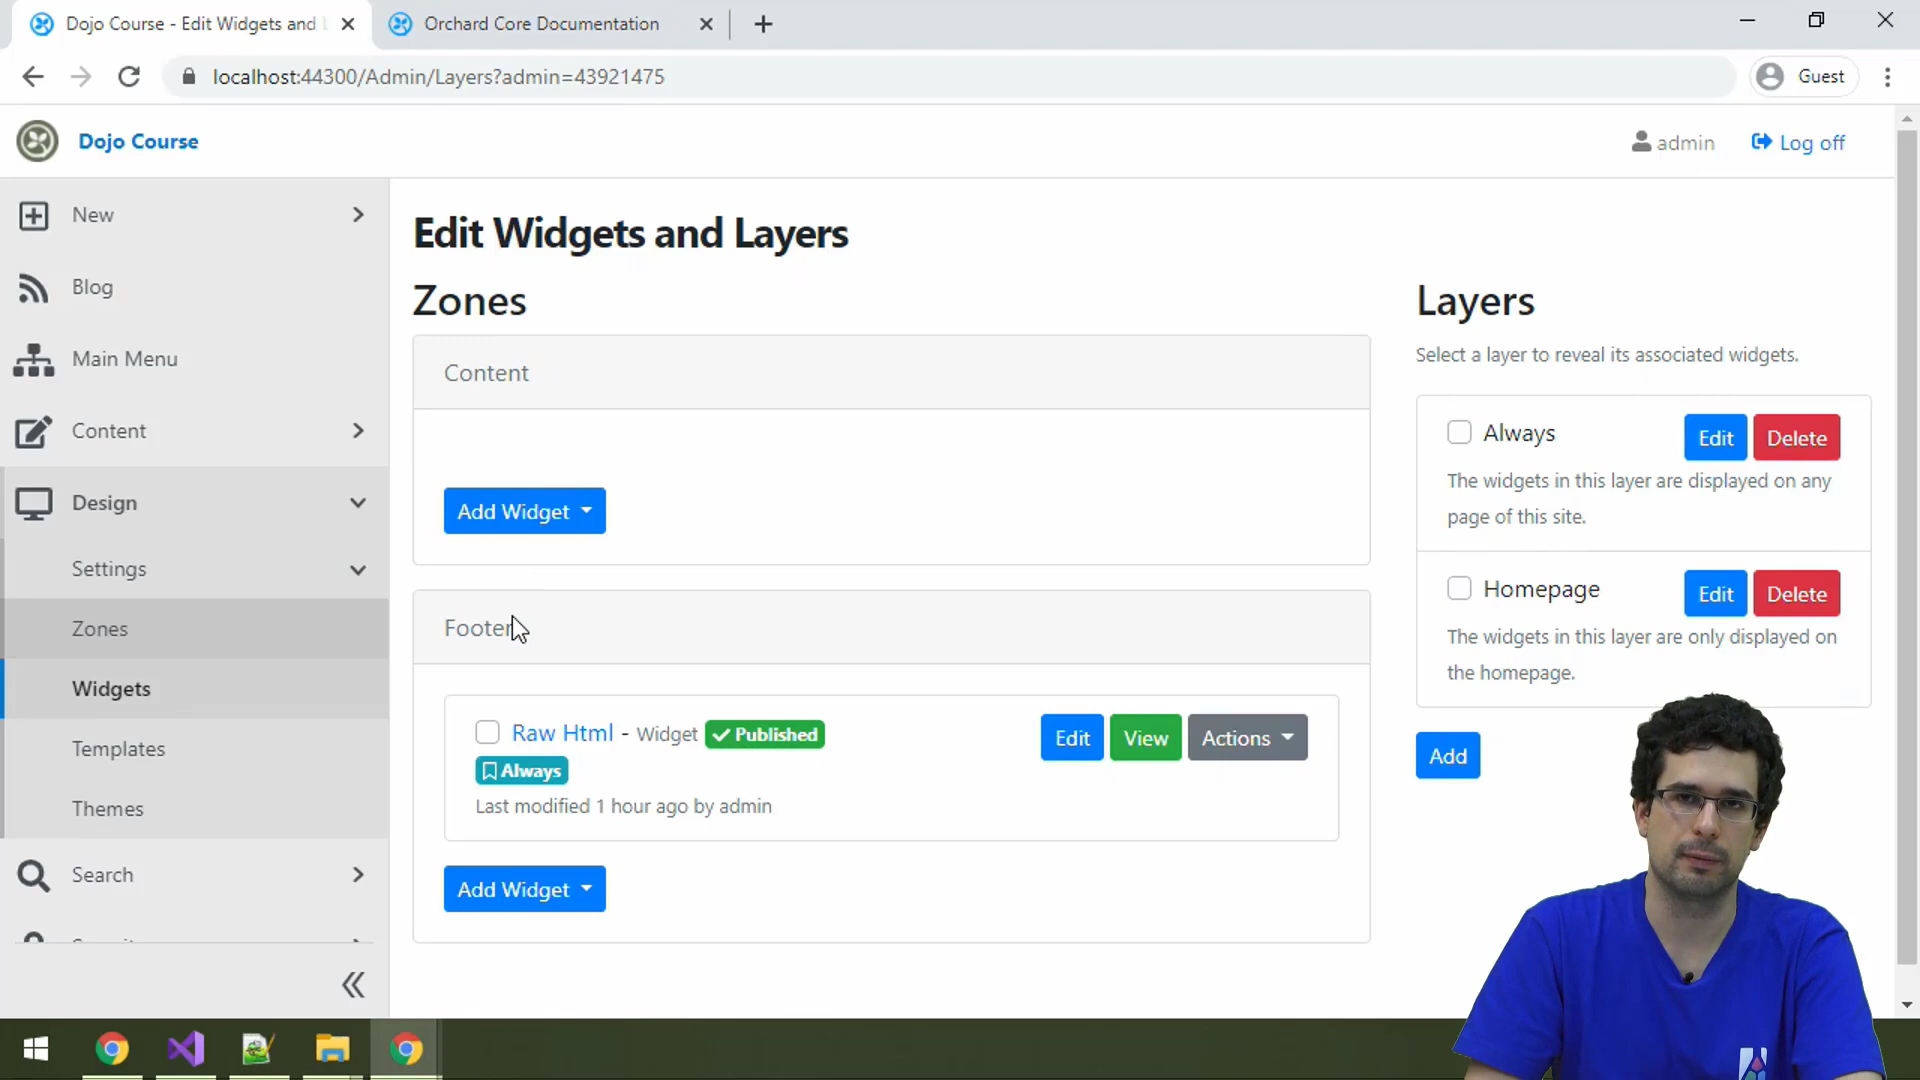 Dojo Course - Edit Widgets and
Orchard Core Documentation
localhost:44300/Admin/Layers?admin=43921475
Guest
Dojo Course
admin
Log off
New
Blog
Main Menu
Content
Design
Settings
Zones
Widgets
Templates
Themes
Search
Edit Widgets and Layers
Zones
Content
Add Widget
Footer
Raw Html - Widget Published
Always
Last modified 1 hour ago by admin
Edit
View
Actions
Add Widget
Layers
Select a layer to reveal its associated widgets.
Always
Edit
Delete
The widgets in this layer are displayed on any
page of this site.
Homepage
Edit
Delete
The widgets in this layer are only displayed on
the homepage.
Add